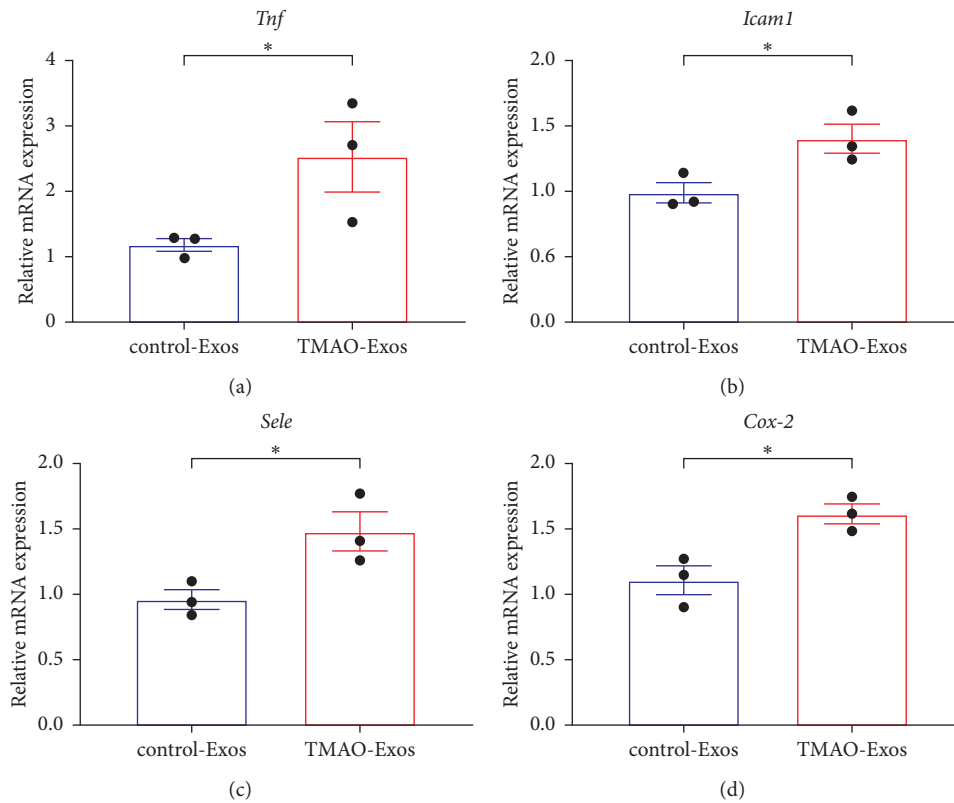 Tnf
*
Relative mRNA expression
4
3
2
1
0
control-Exos TMAO-Exos
(a)
Icam1
*
Relative mRNA expression
2.0
1.5
1.0
0.6
0.0
control-Exos TMAO-Exos
(b)
Sele
*
Relative mRNA expression
2.0
1.5
1.0
0.5
0.0
control-Exos TMAO-Exos
(c)
Cox-2
*
Relative mRNA expression
2.0
1.5
1.0
0.5
0.0
control-Exos TMAO-Exos
(d)